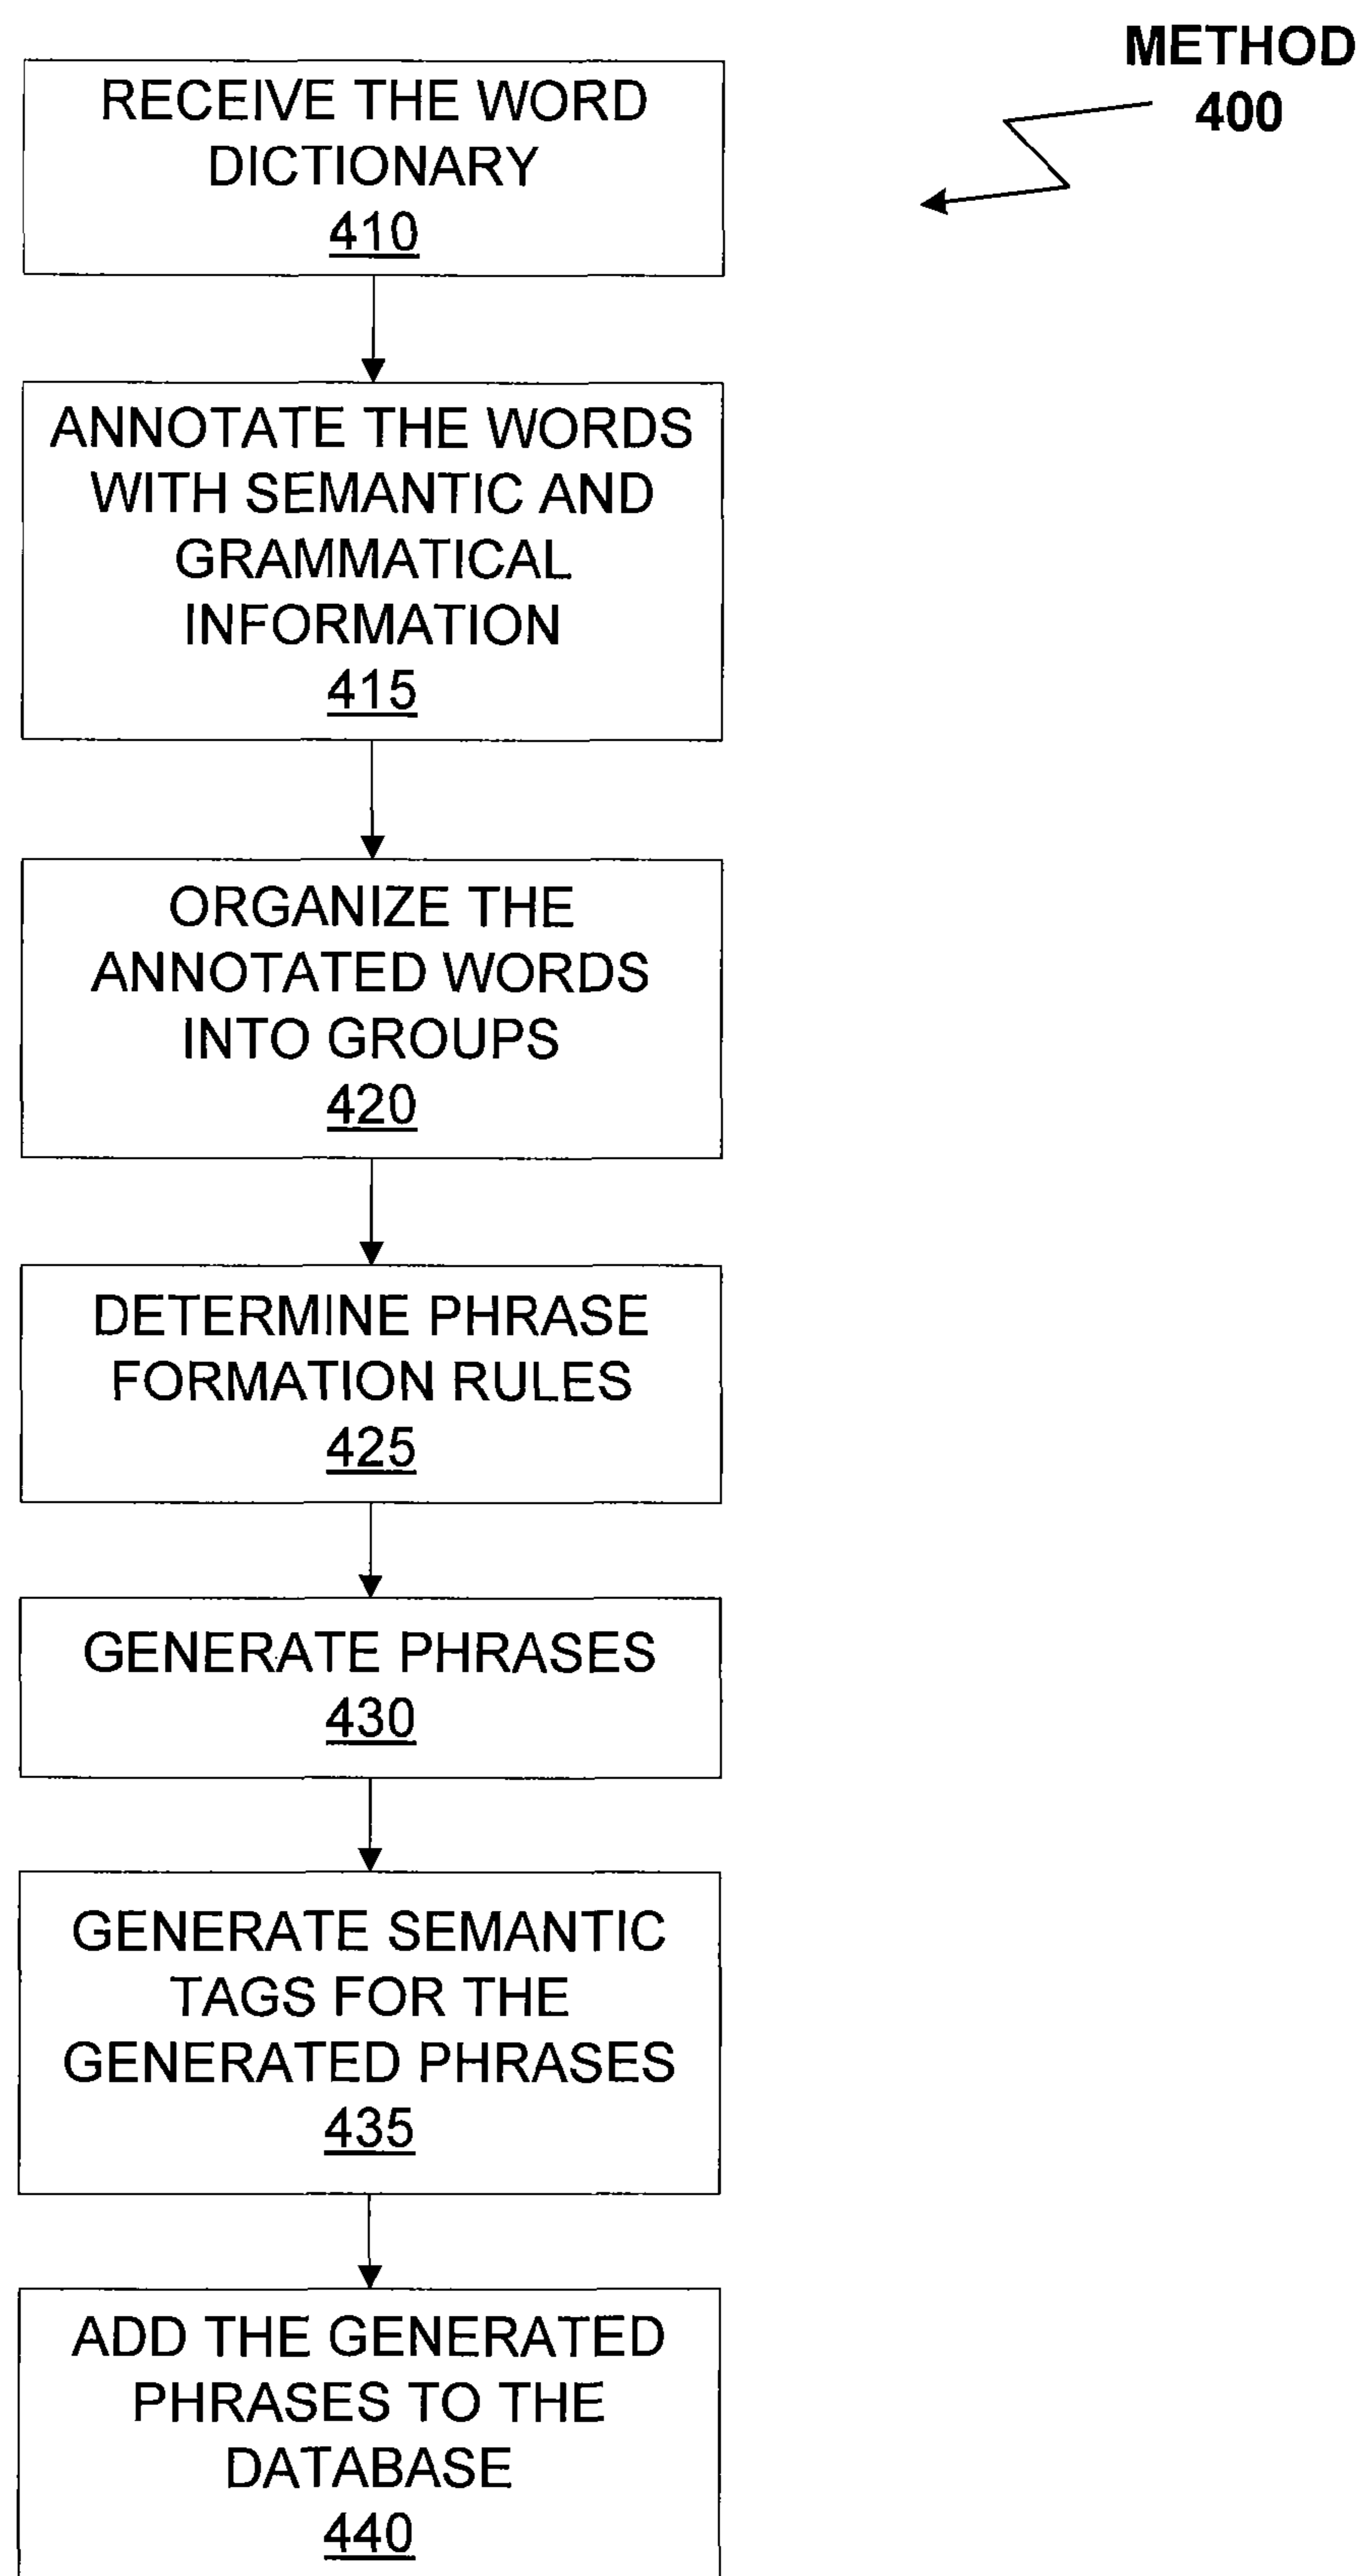 METHOD
400
RECEIVE THE WORD
DICTIONARY
410
ANNOTATE THE WORDS
WITH SEMANTIC AND
GRAMMATICAL
INFORMATION
415
ORGANIZE THE
ANNOTATED WORDS
INTO GROUPS
420
DETERMINE PHRASE
FORMATION RULES
425
GENERATE PHRASES
430
GENERATE SEMANTIC
TAGS FOR THE
GENERATED PHRASES
435
ADD THE GENERATED
PHRASES TO THE
DATABASE
440